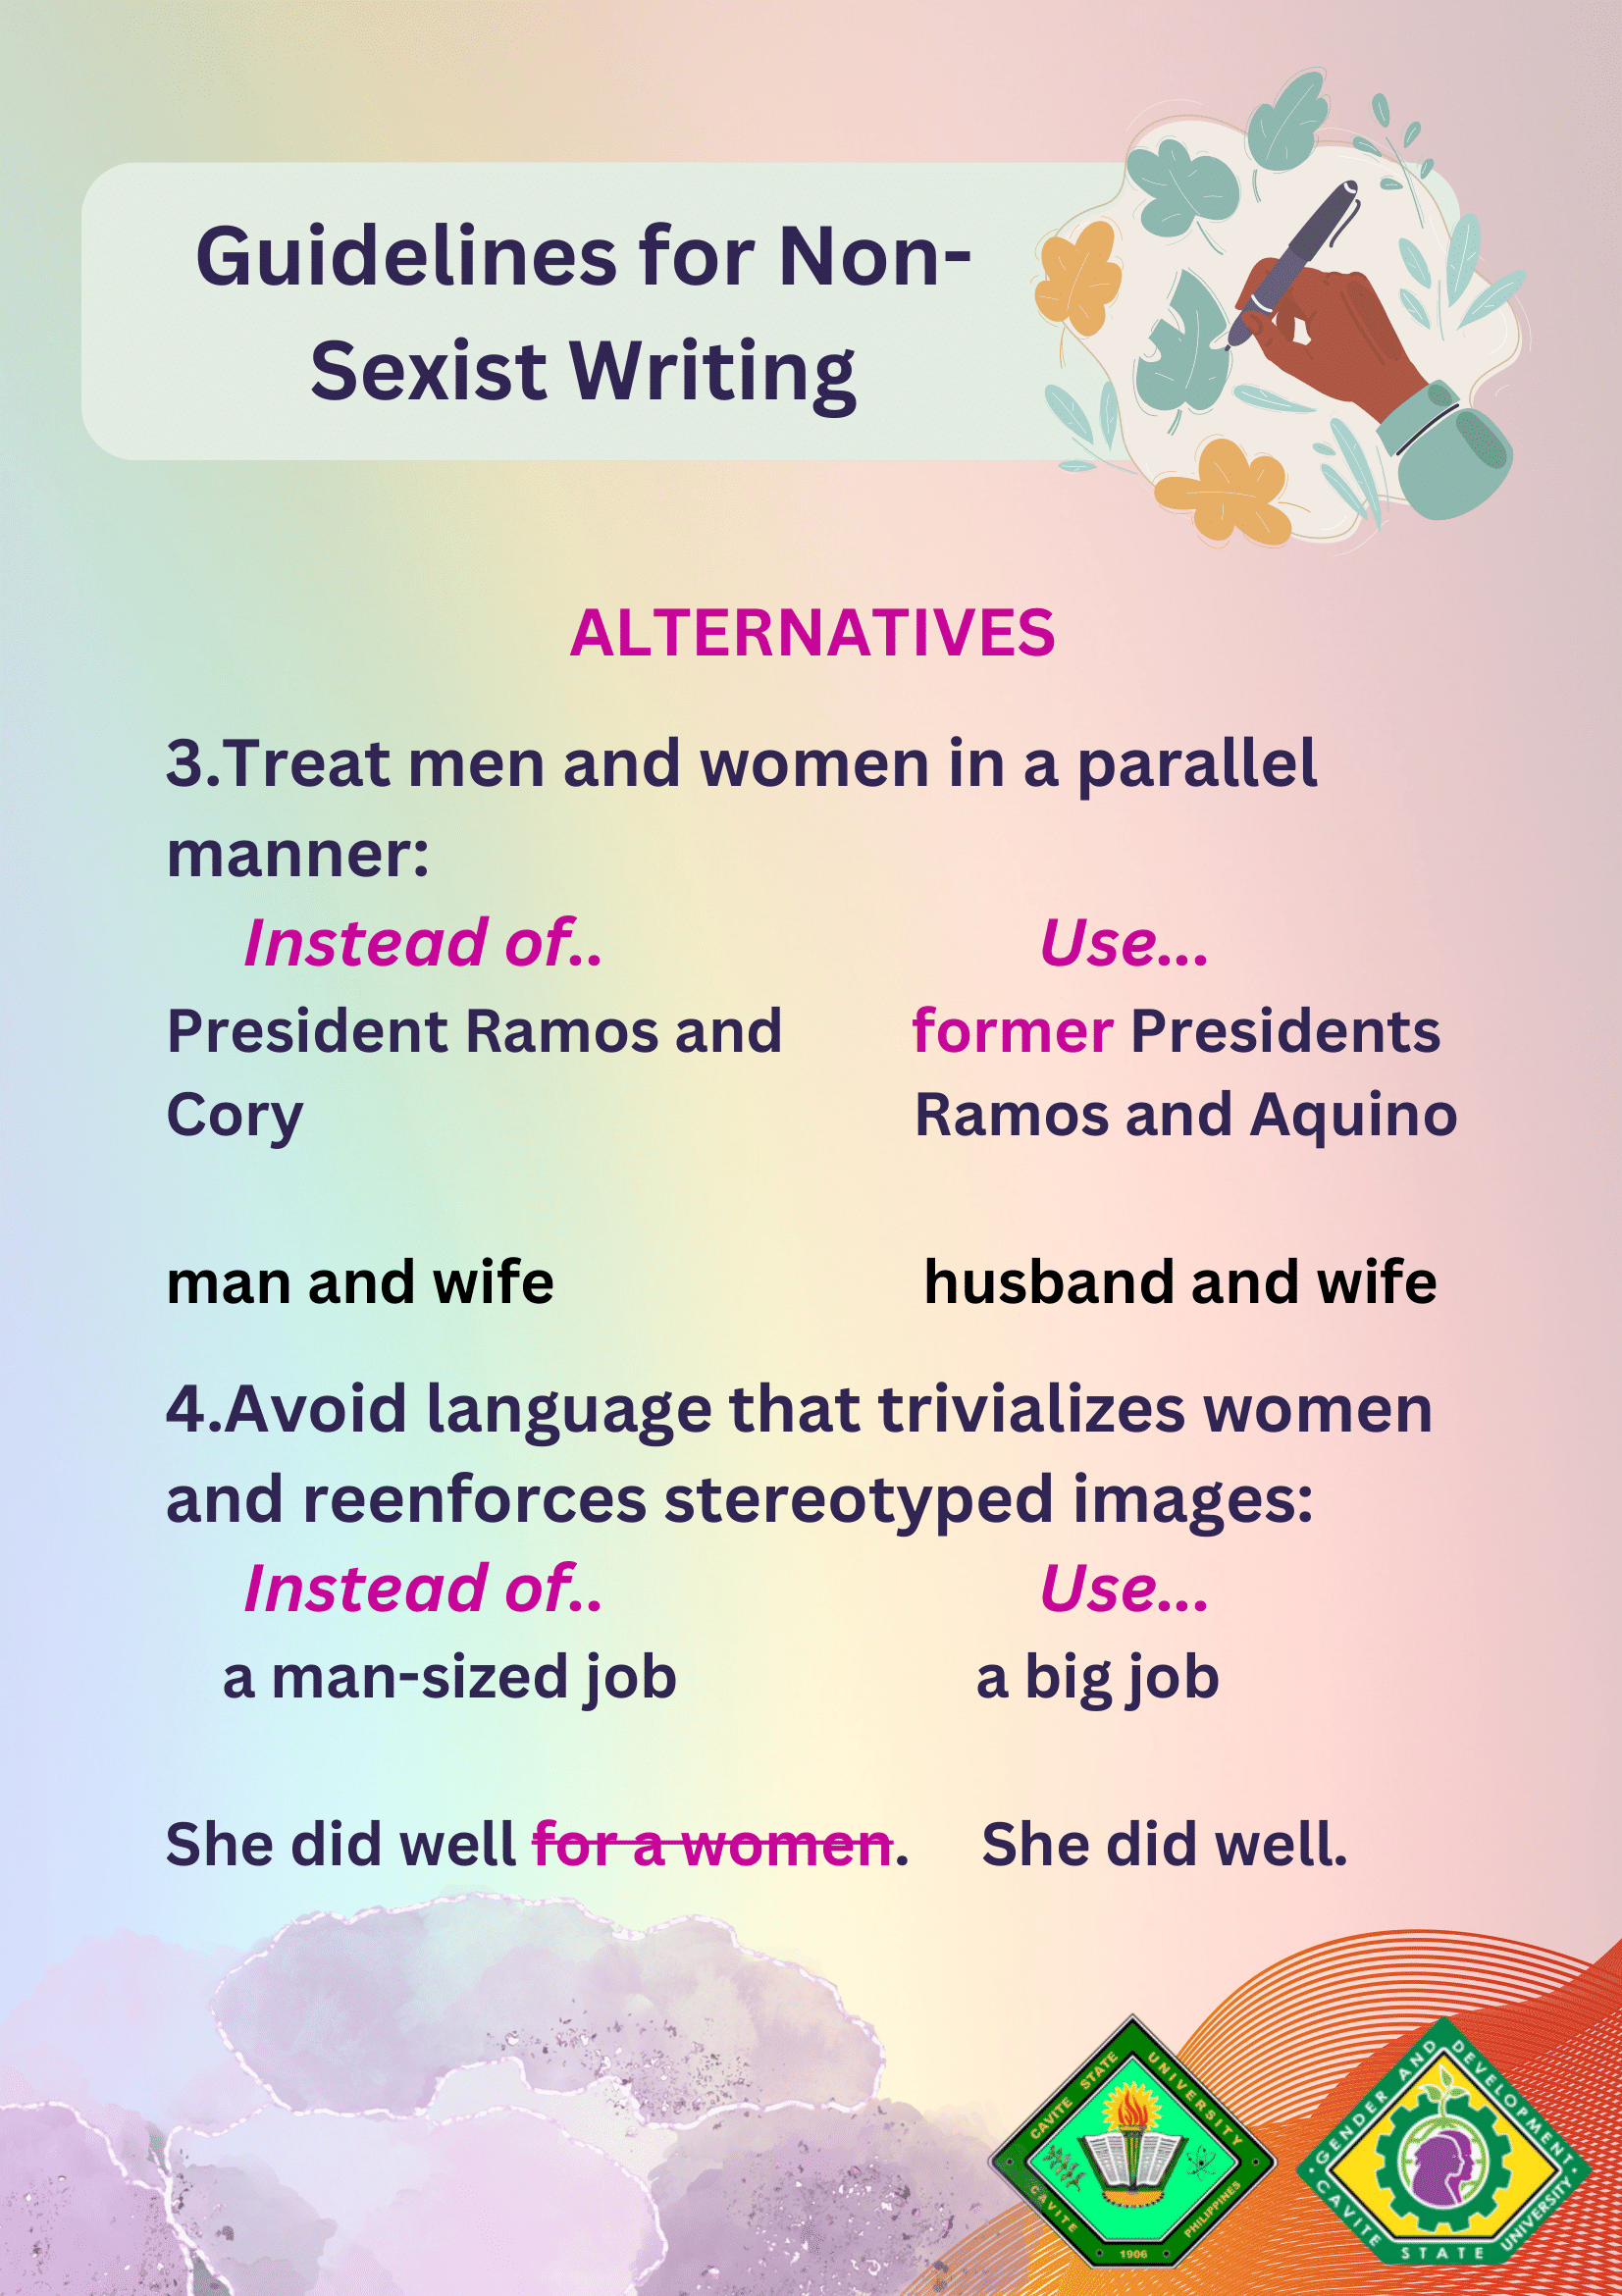 Guidelines for Non-
Sexist Writing
ALTERNATIVES
3.Treat men and women in a parallel
manner:
Instead of.. Use...
President Ramos and former Presidents
Cory Ramos and Aquino
man and wife husband and wife
4.Avoid language that trivializes women
and reenforces stereotyped images:
Instead of.. Use...
a man-sized job a big job
She did well for a women. She did well.
CAVITE STATE UNIVERSITY
CAVITE PHILIPPINES
1906
GENDER AND DEVELOPMENT
CAVITE STATE UNIVERSITY